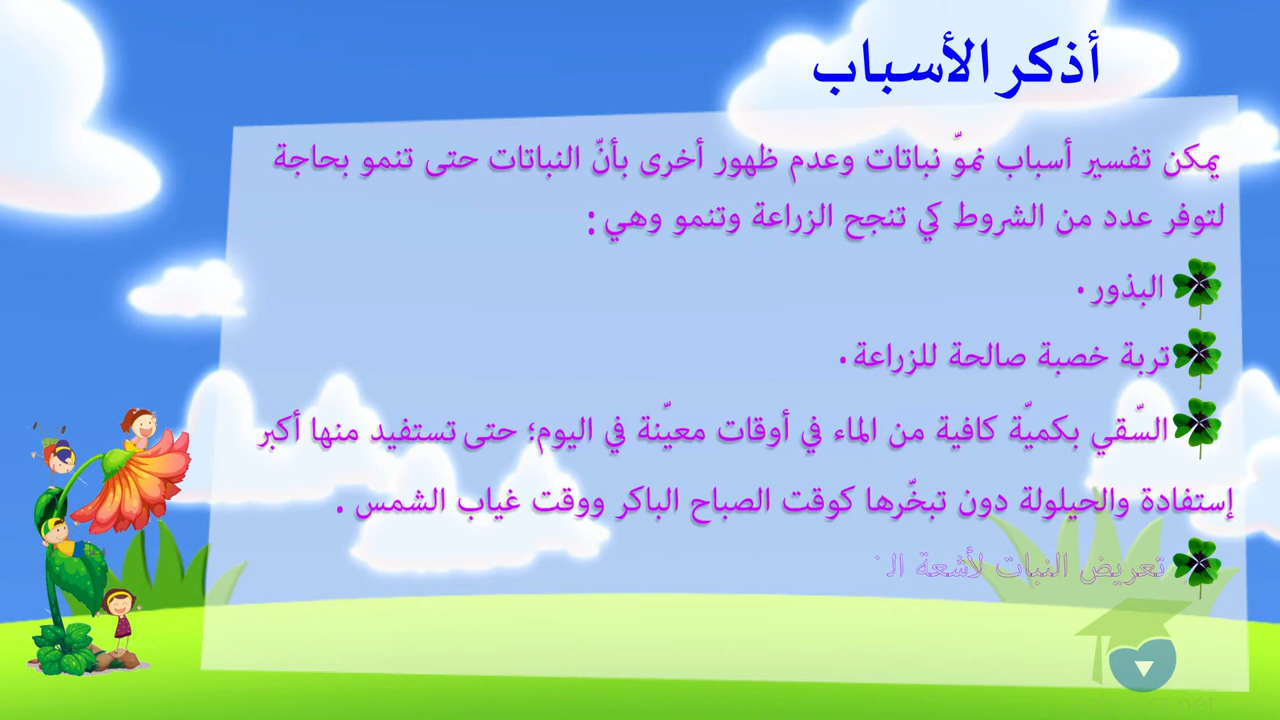 أذكر الأسباب
يمكن تفسير أسباب نموّ نباتات وعدم ظهور أخرى بأنّ النباتات حتى تنمو بحاجة
لتوفر عدد من الشروط كي تنجح الزراعة وتنمو وهي :
البذور .
تربة خصبة صالحة للزراعة .
السّقي بكميّة كافية من الماء في أوقات معيّنة في اليوم؛ حتى تستفيد منها أكبر
إستفادة والحيلولة دون تبخّرها كوقت الصباح الباكر ووقت غياب الشمس .
تعريض النبات لأشعة